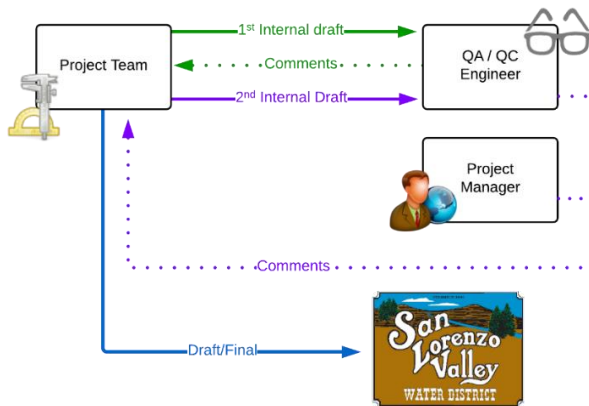 1st Internal draft
Project Team
Comments
QA / QC
Engineer
2nd Internal Draft
Project
Manager
Comments
Draft/Final
San
Lorenzo
Valley
WATER DISTRICT